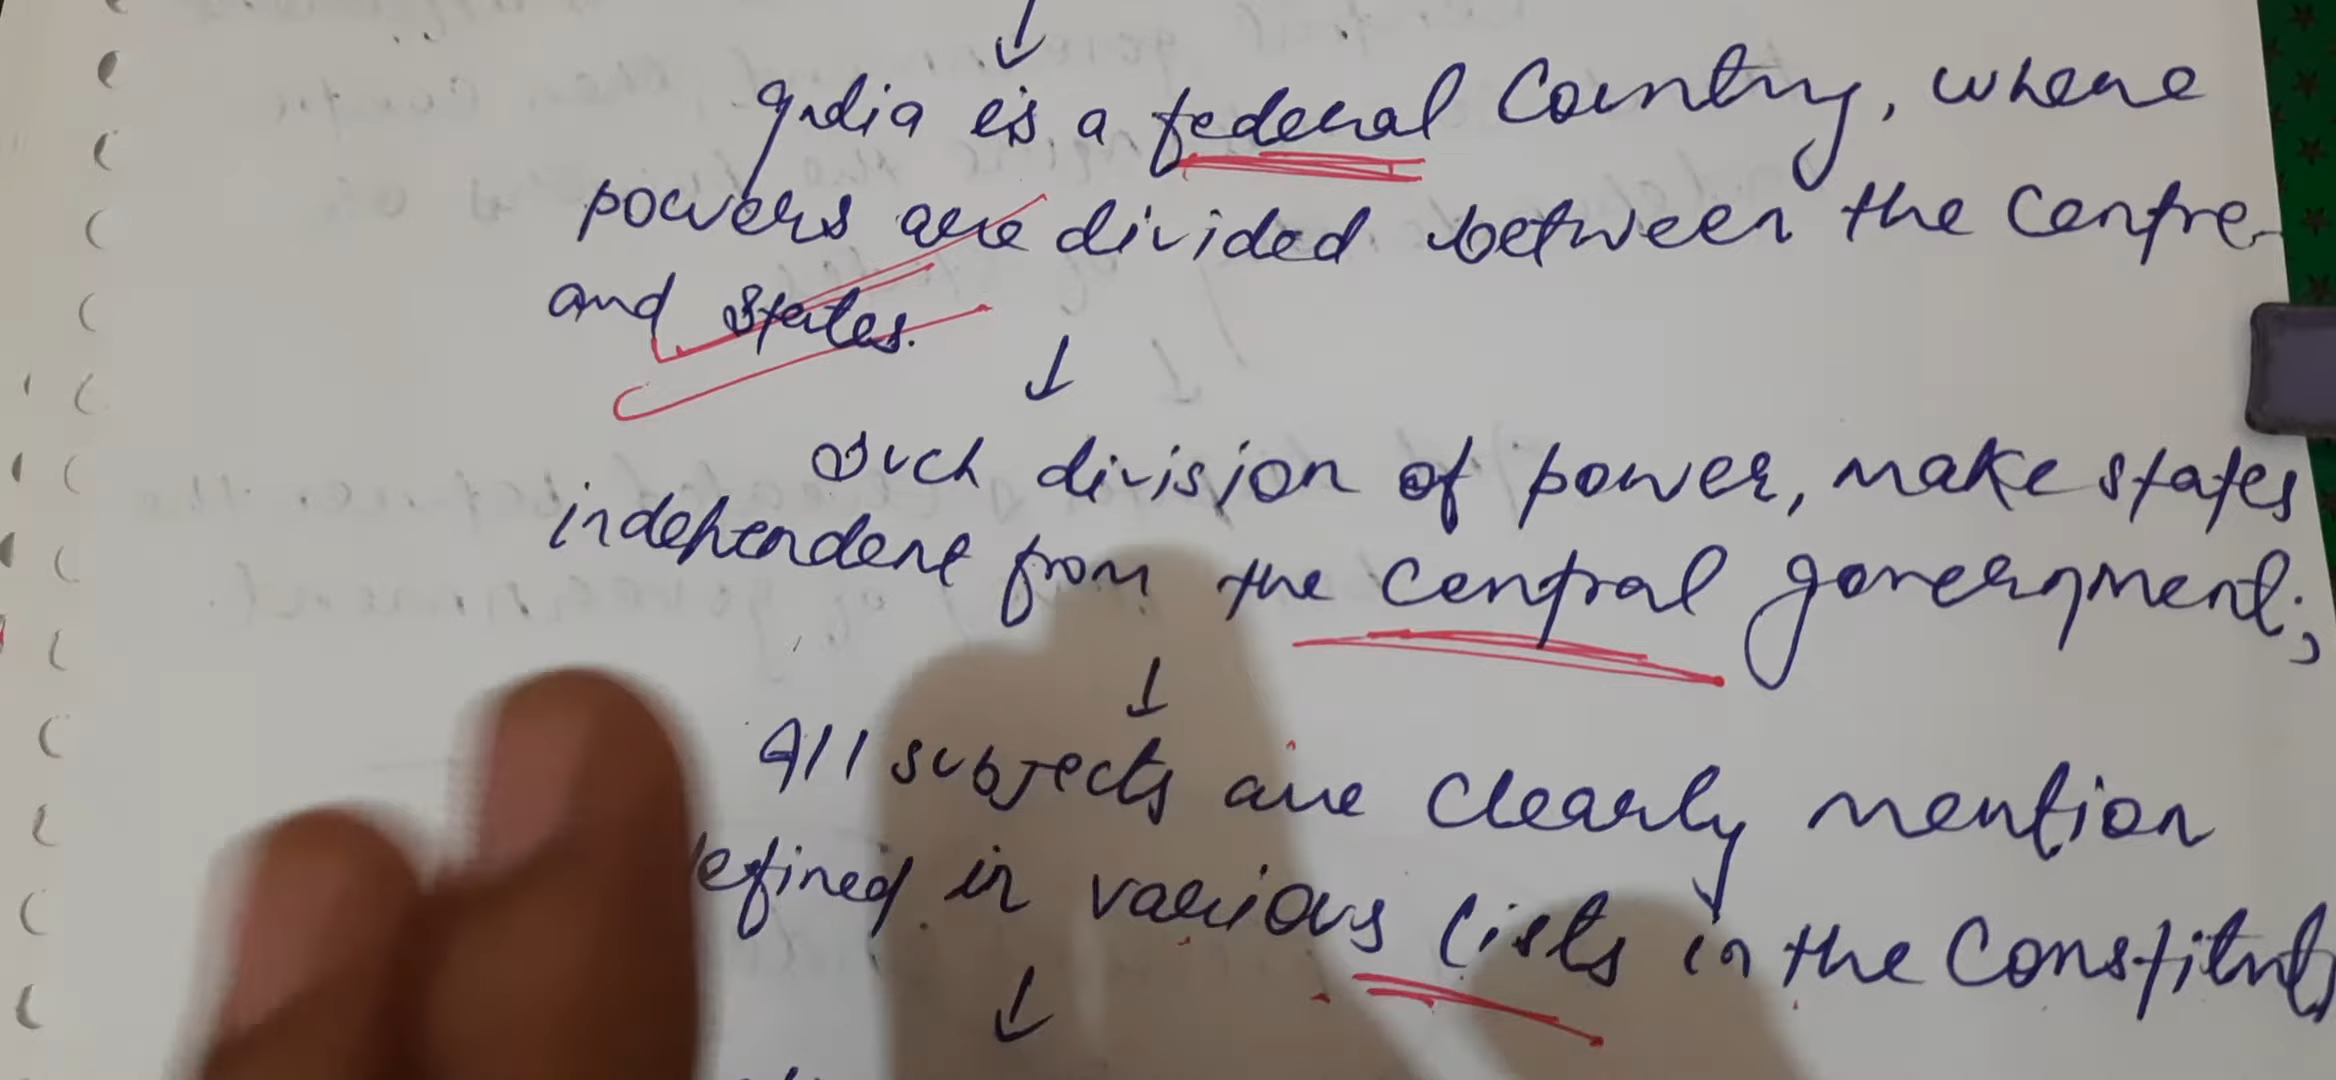 ↓
India is a federal Country, where
powers are divided between the Centre
and states.
↓
Such division of power, make states
independent from the central government;
↓
All subjects are clearly mention
efined in various lists in the Constitut
↓